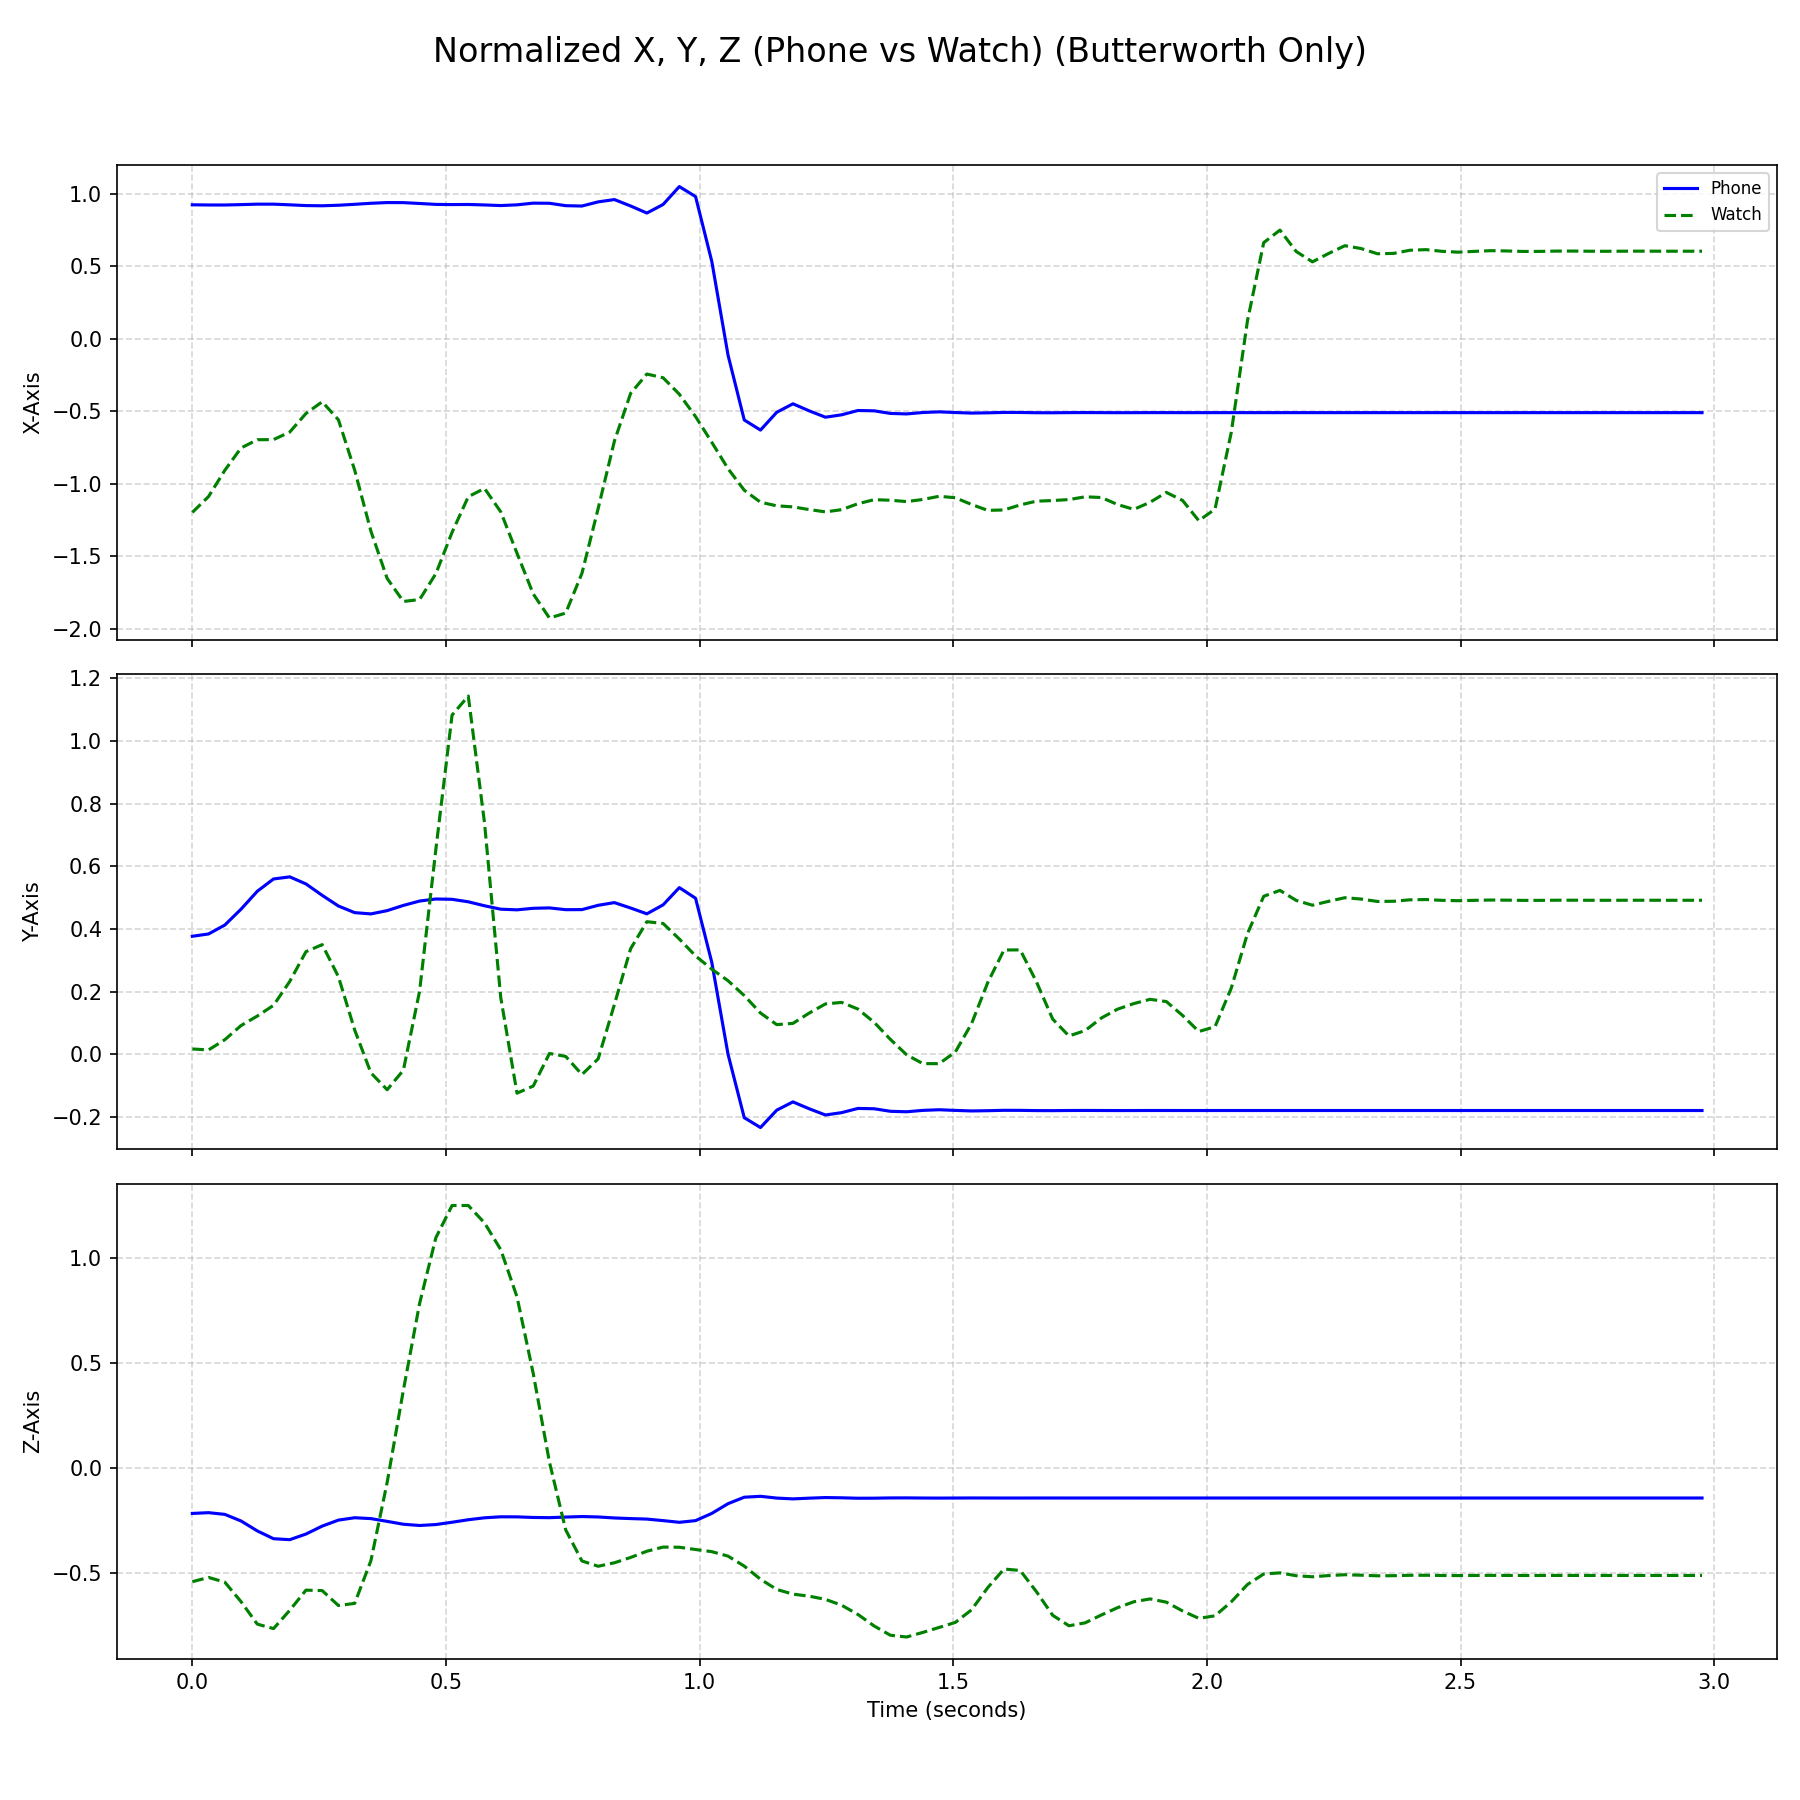 Normalized X, Y, Z (Phone vs Watch) (Butterworth Only)
Phone
Watch
X-Axis
1.0
0.5
0.0
−0.5
−1.0
−1.5
−2.0
Y-Axis
1.2
1.0
0.8
0.6
0.4
0.2
0.0
−0.2
Z-Axis
1.0
0.5
0.0
−0.5
0.0 0.5 1.0 1.5 2.0 2.5 3.0
Time (seconds)